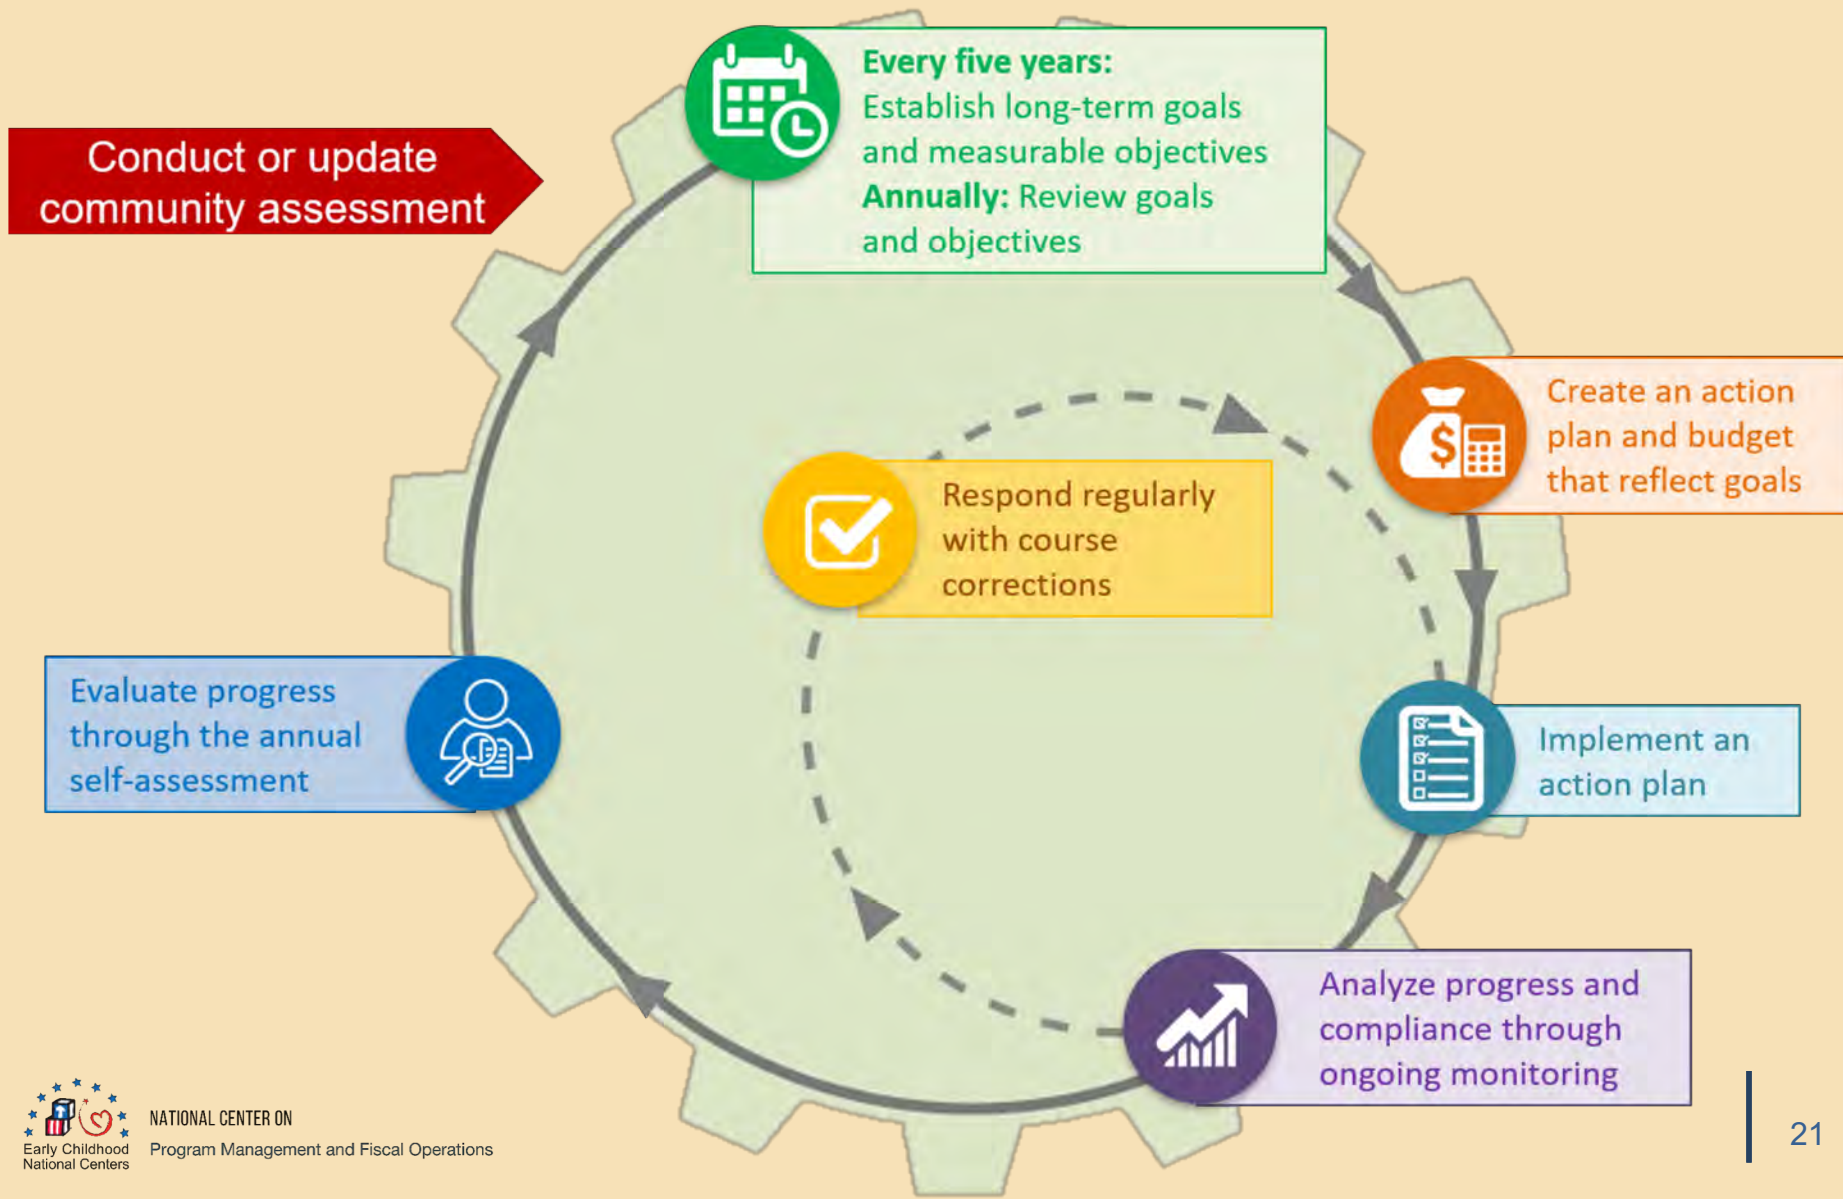 Conduct or update
community assessment
Every five years:
Establish long-term goals
and measurable objectives
Annually: Review goals
and objectives
Create an action
plan and budget
that reflect goals
$
Respond regularly
with course
corrections
Implement an
action plan
Evaluate progress
through the annual
self-assessment
Analyze progress and
compliance through
ongoing monitoring
Early Childhood
National Centers
NATIONAL CENTER ON
Program Management and Fiscal Operations
21